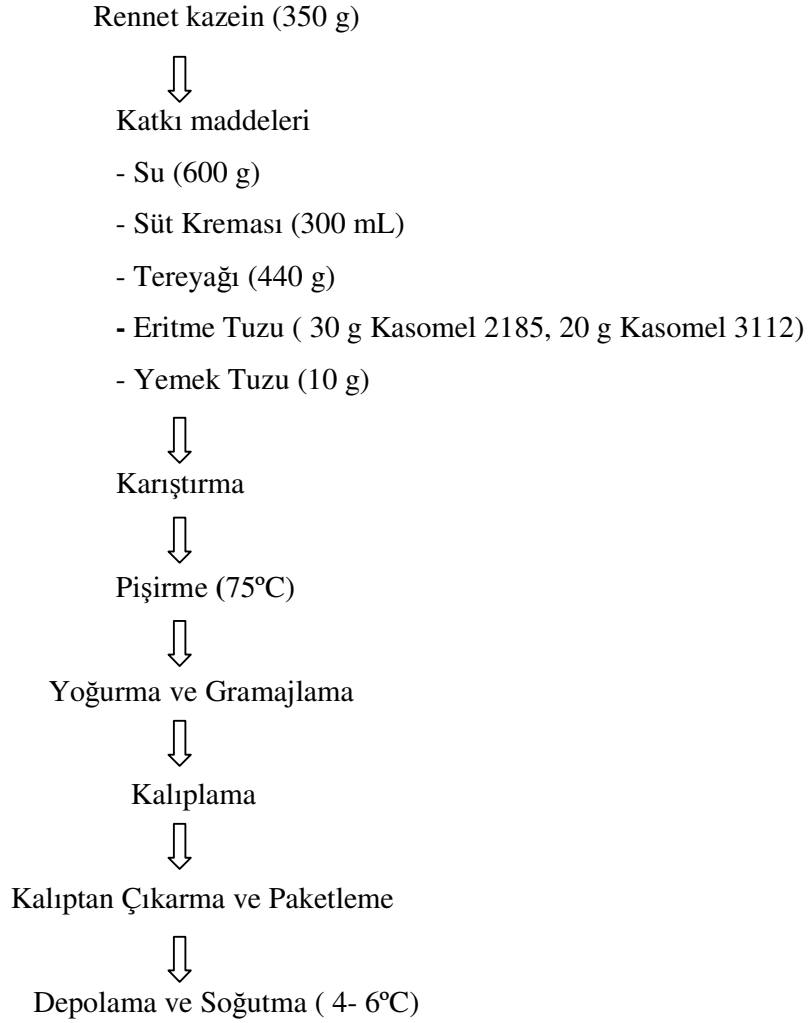 Rennet kazein (350 g)
Katkı maddeleri
- Su (600 g)
- Süt Kreması (300 mL)
- Tereyağı (440 g)
- Eritme Tuzu ( 30 g Kasomel 2185, 20 g Kasomel 3112)
- Yemek Tuzu (10 g)
Karıştırma
Pişirme (75ºC)
Yoğurma ve Gramajlama
Kalıplama
Kalıptan Çıkarma ve Paketleme
Depolama ve Soğutma ( 4- 6ºC)